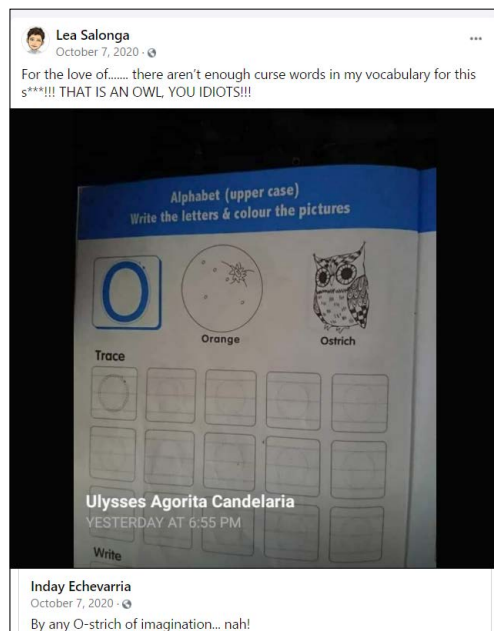 Lea Salonga
October 7, 2020 ·
For the love of....... there aren't enough curse words in my vocabulary for this
s***!!! THAT IS AN OWL, YOU IDIOTS!!!
Alphabet (upper case)
Write the letters & colour the pictures
O
Orange
Ostrich
Trace
Ulysses Agorita Candelaria
YESTERDAY AT 6:55 PM
Write
Inday Echevarria
October 7, 2020 ·
By any O-strich of imagination... nah!